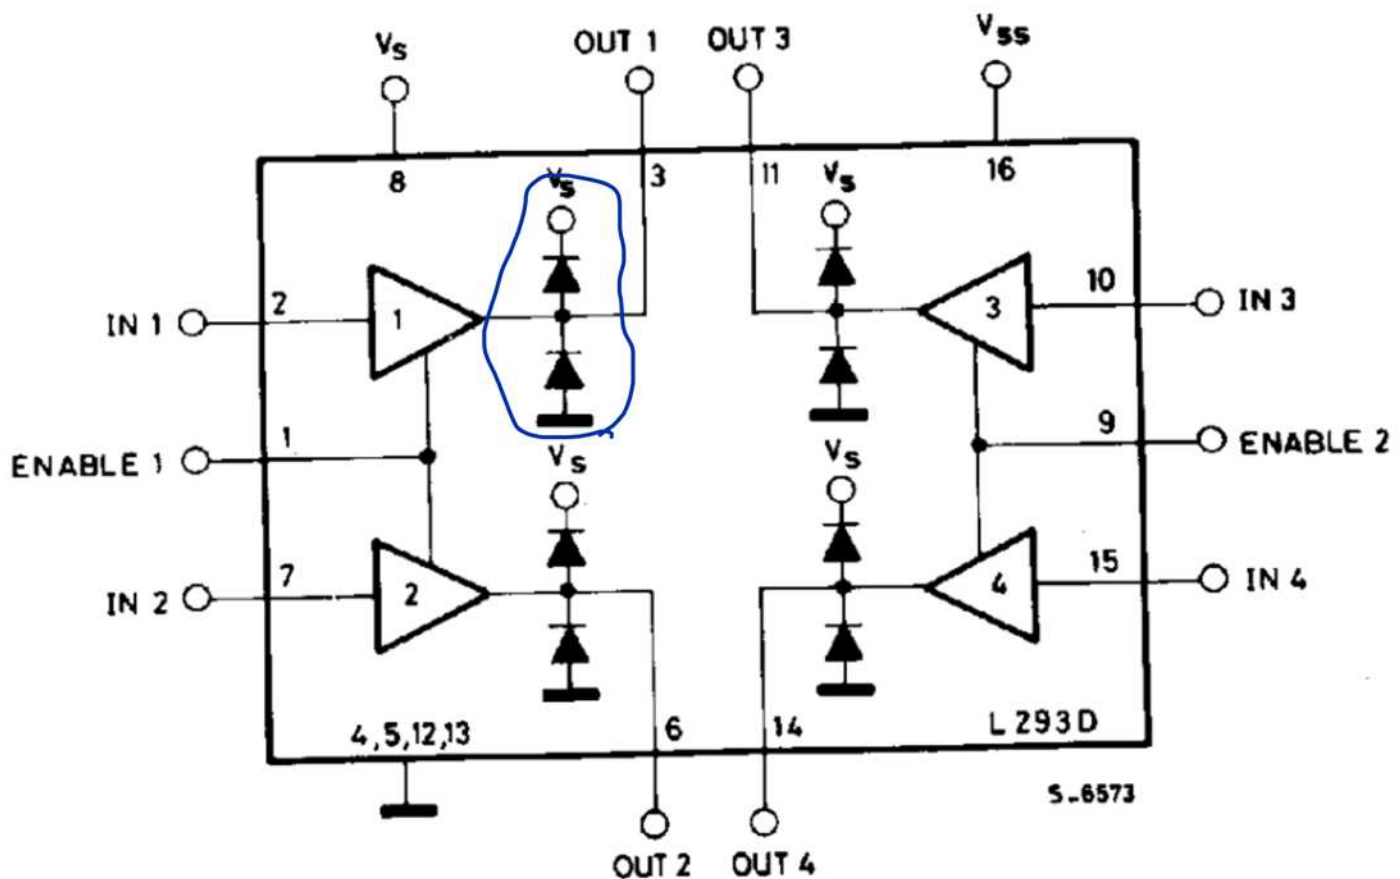 OUT 1 OUT 3 VSS
VS
8 3 11 16
VS VS
IN 1 2 1 3 10 IN 3
ENABLE 1 1 9 ENABLE 2
VS VS
IN 2 7 2 4 15 IN 4
4,5,12,13 6 14 L293D
S-6573
OUT 2 OUT 4